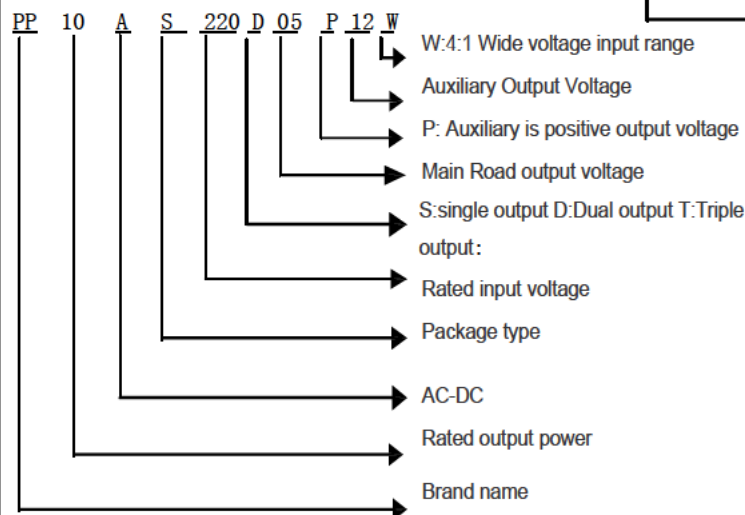 PP 10 A S 220 D 05 P 12 W
W:4:1 Wide voltage input range
Auxiliary Output Voltage
P: Auxiliary is positive output voltage
Main Road output voltage
S:single output D:Dual output T:Triple
output:
Rated input voltage
Package type
AC-DC
Rated output power
Brand name